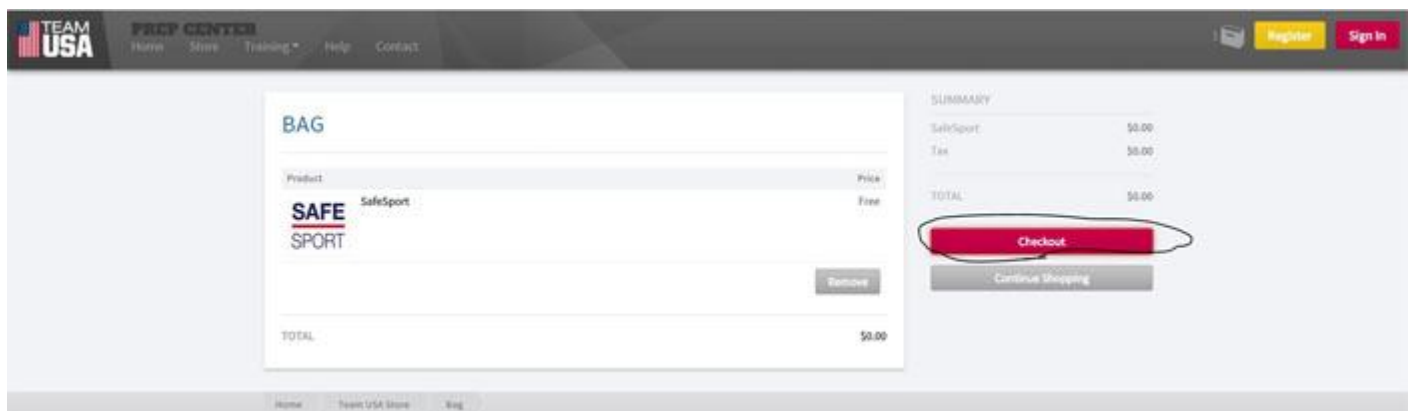 TEAM
USA
PREP CENTER
Home Store Training Help Contact
Register
Sign In
BAG
Product Price
SAFE
SPORT
SafeSport Free
Remove
TOTAL $0.00
SUMMARY
SafeSport $0.00
Tax $0.00
TOTAL $0.00
Checkout
Continue Shopping
Home Team USA Store Bag